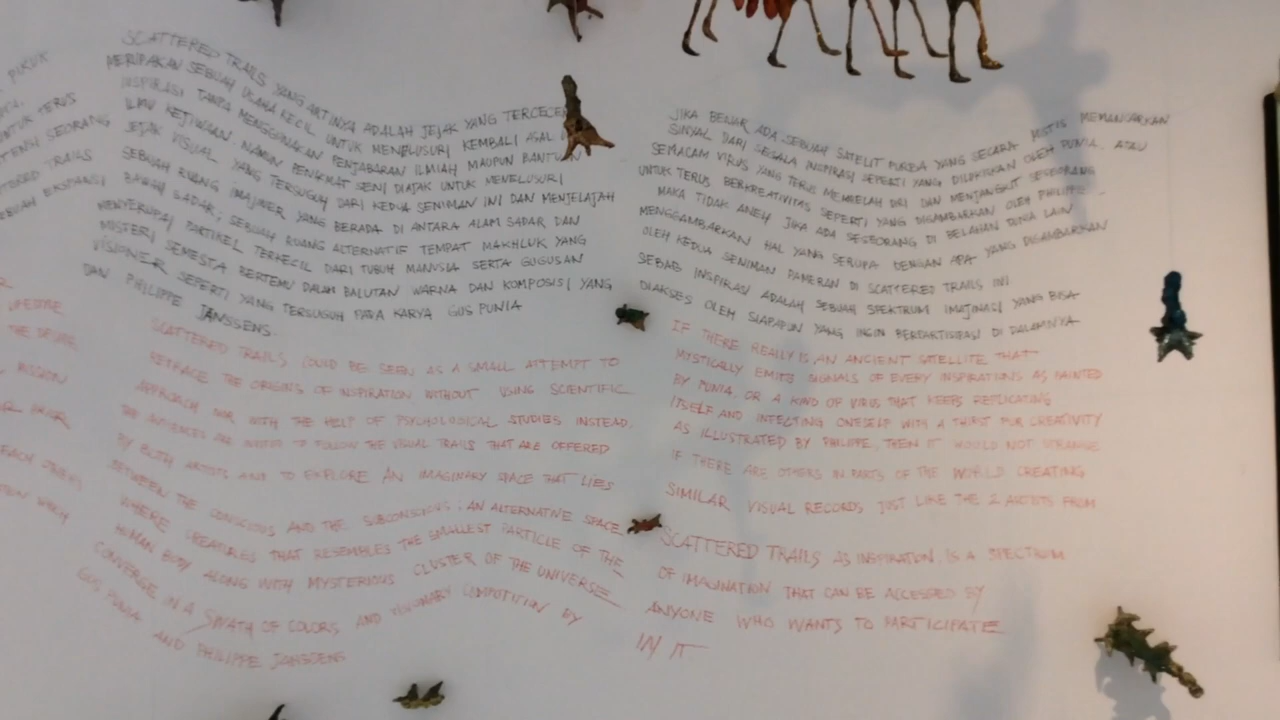 PIKUK
UNTUK TERUS
TENSI SEORANG
TRAILS
EKSPANSI
THE DEVINE
MISSION
SCATTERED TRAILS YANG ARTINYA ADALAH JEJAK YANG TERCECER
MERUPAKAN SEBUAH USAHA KECIL UNTUK MENELUSURI KEMBALI ASAL
INSPIRASI TANPA MENGGUNAKAN PENJABARAN ILMIAH MAUPUN BANTUAN
ILMU KEJIWAAN NAMUN PENIKMAT SENI DIAJAK UNTUK MENELUSURI
JEJAK VISUAL YANG TERSUGUH DARI KEDUA SENIMAN INI DAN MENJELAJAH
SEBUAH RUANG IMAJINER YANG BERADA DI ANTARA ALAM SADAR DAN
BAWAH SADAR; SEBUAH RUANG ALTERNATIF TEMPAT MAKHLUK YANG
MENYERUPAI PARTIKEL TERKECIL DARI TUBUH MANUSIA SERTA GUGUSAN
MISTERI SEMESTA BERTEMU DALAM BALUTAN WARNA DAN KOMPOSISI YANG
VISIONER SEPERTI YANG TERSUGUH PADA KARYA GUS PUNIA
DAN PHILIPPE JANSSENS.
SCATTERED TRAILS COULD BE SEEN AS A SMALL ATTEMPT TO
RETRACE THE ORIGINS OF INSPIRATION WITHOUT USING SCIENTIFIC
APPROACH NOR WITH THE HELP OF PSYCHOLOGICAL STUDIES INSTEAD,
THE AUDIENCES ARE INVITED TO FOLLOW THE VISUAL TRAILS THAT ARE OFFERED
BY BOTH ARTISTS AND TO EXPLORE AN IMAGINARY SPACE THAT LIES
BETWEEN THE CONSCIOUS AND THE SUBCONSCIOUS; AN ALTERNATIVE SPACE
WHERE CREATURES THAT RESEMBLES THE SMALLEST PARTICLE OF THE
HUMAN BODY ALONG WITH MYSTERIOUS CLUSTER OF THE UNIVERSE
CONVERGE IN A SWATH OF COLORS AND VISIONARY COMPOTITION BY
GUS PUNIA AND PHILIPPE JANSSENS
JIKA BENAR ADA SEBUAH SATELIT PURBA YANG SECARA MISTIS MEMANCARKAN
SINYAL DARI SEGALA INSPIRASI SEPERTI YANG DILUKISKAN OLEH PUNIA, ATAU
SEMACAM VIRUS YANG TERUS MEMBELAH DIRI DAN MENJANGKIT SESEORANG
UNTUK TERUS BERKREATIVITAS SEPERTI YANG DIGAMBARKAN OLEH PHILIPPE.
MAKA TIDAK ANEH JIKA ADA SESEORANG DI BELAHAN DUNIA LAIN
MENGGAMBARKAN HAL YANG SERUPA DENGAN APA YANG DIGAMBARKAN
OLEH KEDUA SENIMAN PAMERAN DI SCATTERED TRAILS INI
SEBAB INSPIRASI ADALAH SEBUAH SPEKTRUM IMAJINASI YANG BISA
DIAKSES OLEH SIAPAPUN YANG INGIN BERPARTISIPASI DI DALAMNYA
IF THERE REALLY IS AN ANCIENT SATELLITE THAT
MYSTICALLY EMITS SIGNALS OF EVERY INSPIRATIONS AS PAINTED
BY PUNIA, OR A KIND OF VIRUS THAT KEEPS REPLICATING
ITSELF AND INFECTING ONESELF WITH A THIRST FOR CREATIVITY
AS ILLUSTRATED BY PHILIPPE, THEN IT WOULD NOT STRANGE
IF THERE ARE OTHERS IN PARTS OF THE WORLD CREATING
SIMILAR VISUAL RECORDS JUST LIKE THE 2 ARTISTS FROM
SCATTERED TRAILS AS INSPIRATION IS A SPECTRUM
OF IMAGINATION THAT CAN BE ACCESSED BY
ANYONE WHO WANTS TO PARTICIPATE
IN IT